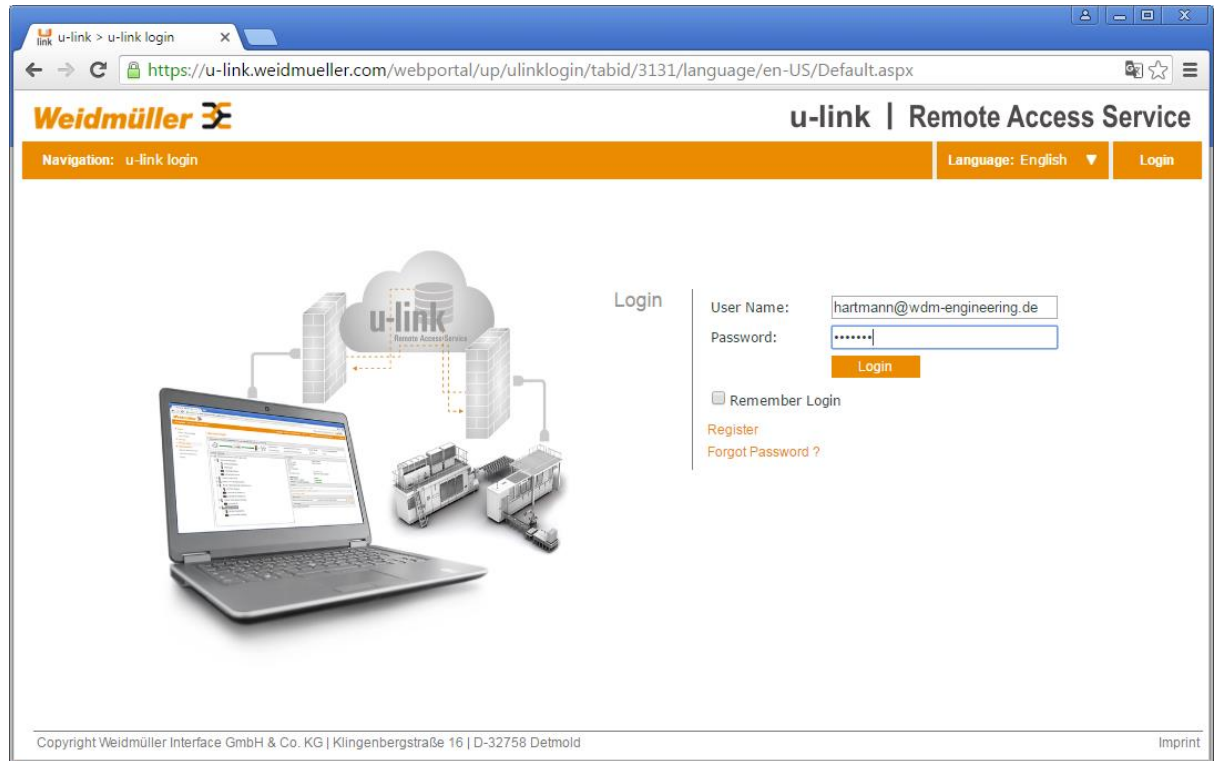 link u-link > u-link login
https://u-link.weidmueller.com/webportal/up/ulinklogin/tabid/3131/language/en-US/Default.aspx
Weidmüller
u-link | Remote Access Service
Navigation: u-link login
Language: English ▼
Login
u-link
Remote Access Service
Login
User Name: hartmann@wdm-engineering.de
Password: •••••••
Login
Remember Login
Register
Forgot Password ?
Copyright Weidmüller Interface GmbH & Co. KG | Klingenbergstraße 16 | D-32758 Detmold
Imprint